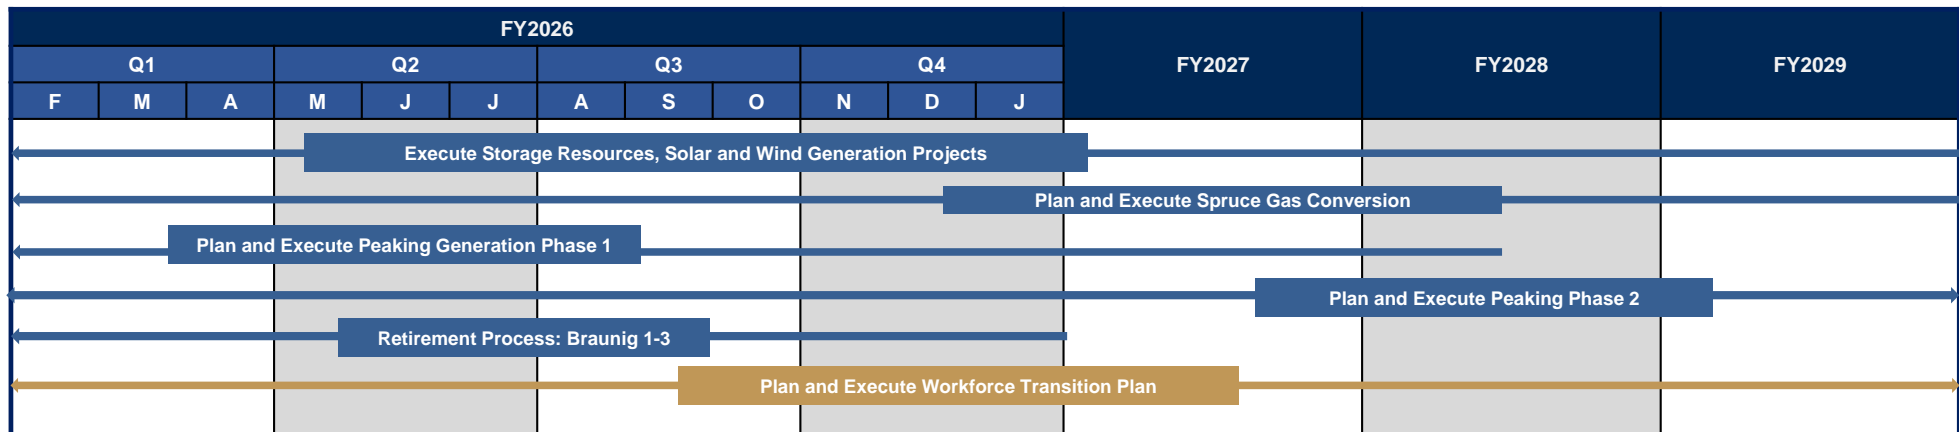 FY2026
Q1 Q2 Q3 Q4 FY2027 FY2028 FY2029
F M A M J J A S O N D J
Execute Storage Resources, Solar and Wind Generation Projects
Plan and Execute Spruce Gas Conversion
Plan and Execute Peaking Generation Phase 1
Plan and Execute Peaking Phase 2
Retirement Process: Braunig 1-3
Plan and Execute Workforce Transition Plan